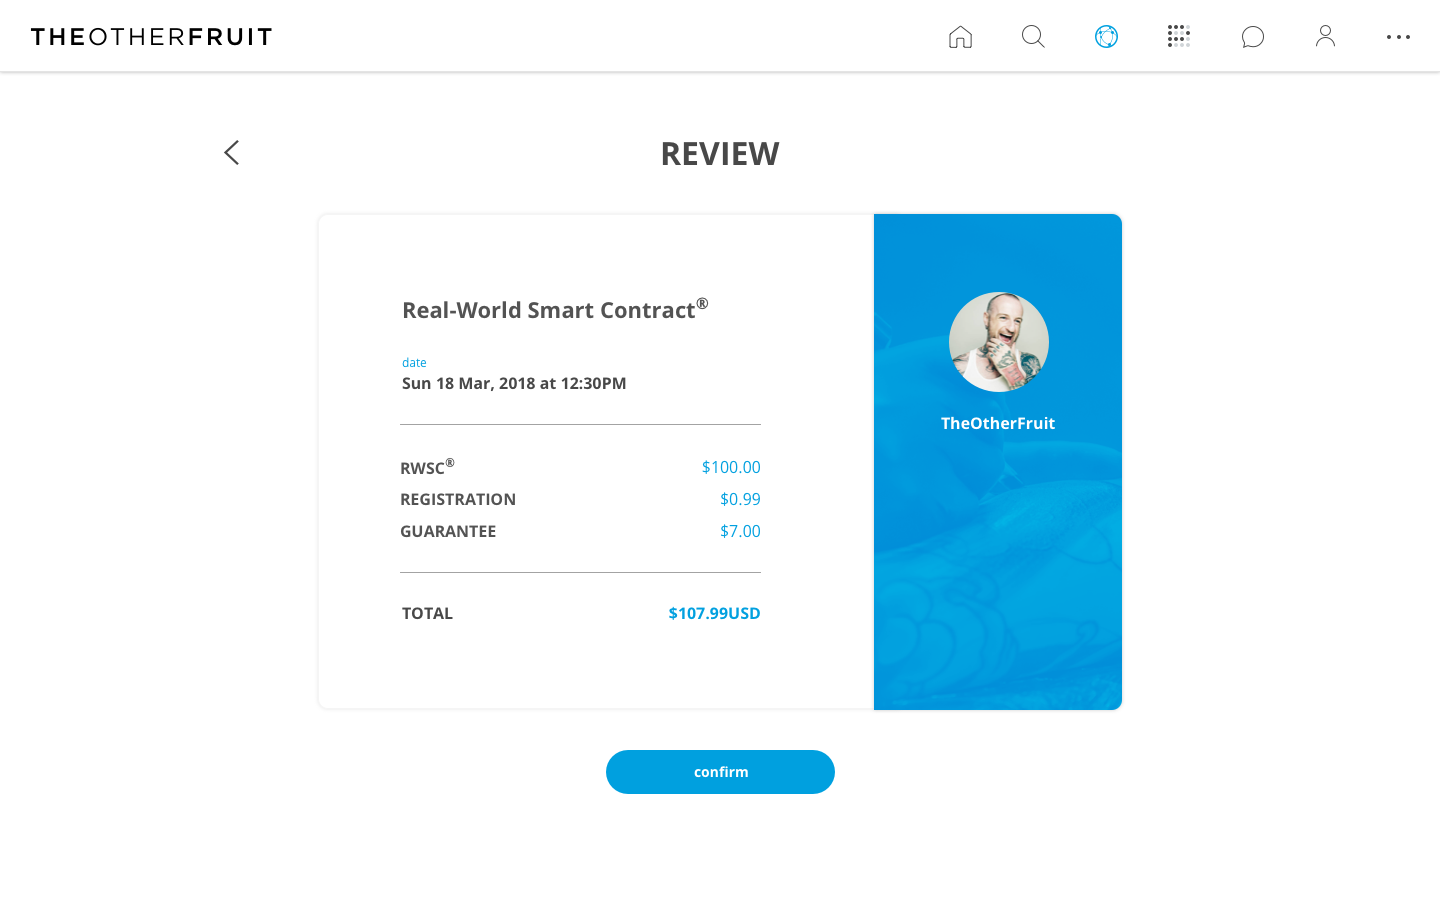 THEOTHERFRUIT
REVIEW
Real-World Smart Contract®
date
Sun 18 Mar, 2018 at 12:30PM
RWSC® $100.00
REGISTRATION $0.99
GUARANTEE $7.00
TOTAL $107.99USD
TheOtherFruit
confirm